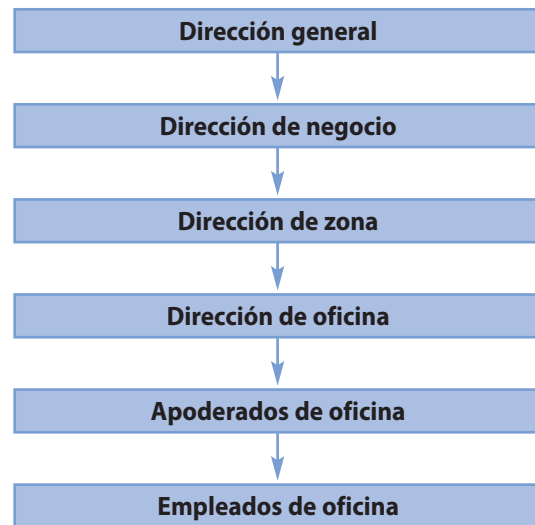 Dirección general
Dirección de negocio
Dirección de zona
Dirección de oficina
Apoderados de oficina
Empleados de oficina